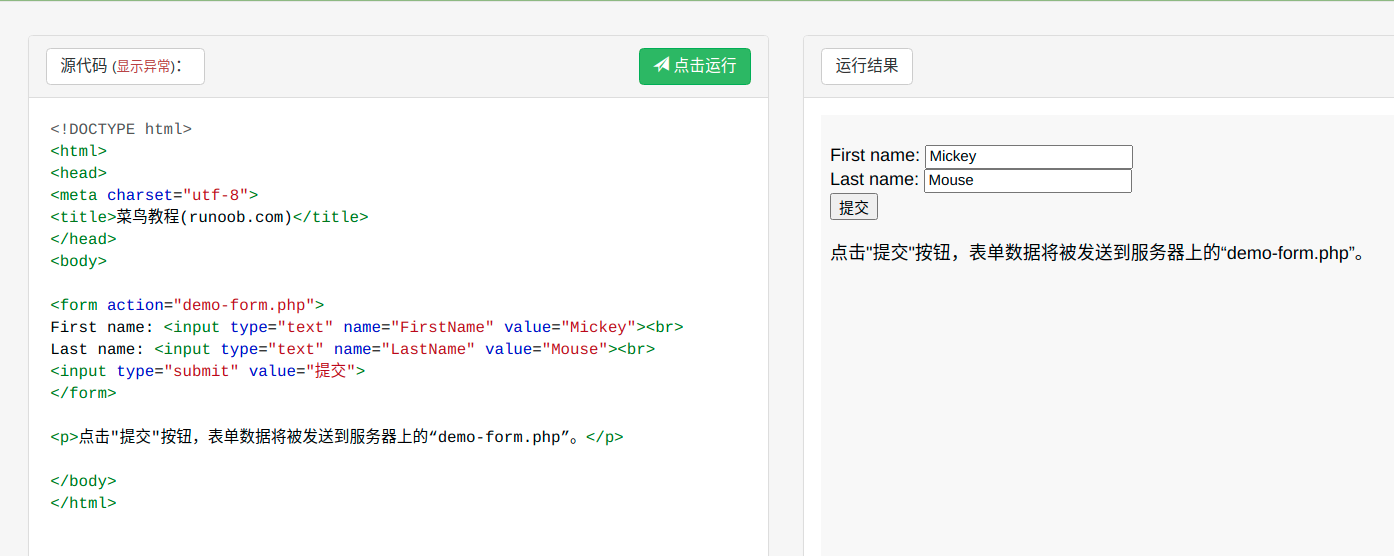 源代码 (显示异常)：
点击运行
<!DOCTYPE html>
<html>
<head>
<meta charset="utf-8">
<title>菜鸟教程(runoob.com)</title>
</head>
<body>
<form action="demo-form.php">
First name: <input type="text" name="FirstName" value="Mickey"><br>
Last name: <input type="text" name="LastName" value="Mouse"><br>
<input type="submit" value="提交">
</form>
<p>点击"提交"按钮，表单数据将被发送到服务器上的“demo-form.php”。</p>
</body>
</html>
运行结果
First name: Mickey
Last name: Mouse
提交
点击"提交"按钮，表单数据将被发送到服务器上的“demo-form.php”。